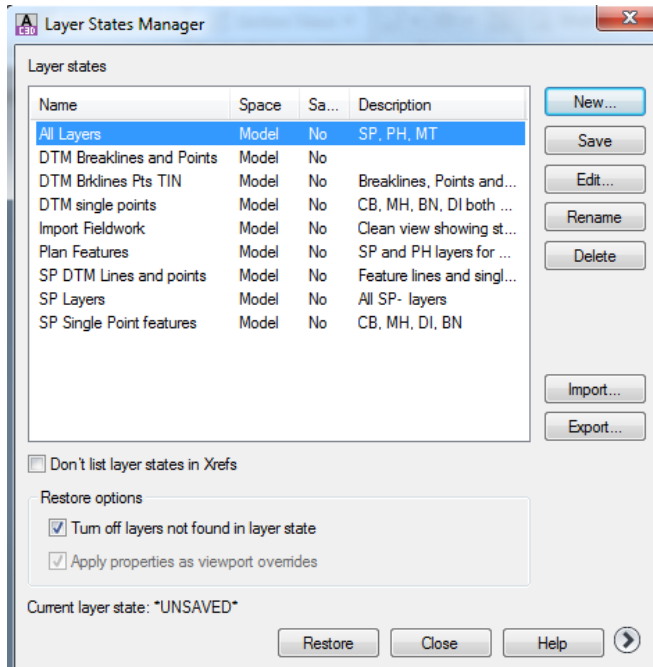 A C3D Layer States Manager
Layer states
Name Space Sa... Description
All Layers Model No SP, PH, MT
DTM Breaklines and Points Model No
DTM Brklines Pts TIN Model No Breaklines, Points and...
DTM single points Model No CB, MH, BN, DI both ...
Import Fieldwork Model No Clean view showing st...
Plan Features Model No SP and PH layers for ...
SP DTM Lines and points Model No Feature lines and singl...
SP Layers Model No All SP- layers
SP Single Point features Model No CB, MH, DI, BN
New...
Save
Edit...
Rename
Delete
Import...
Export...
Don't list layer states in Xrefs
Restore options
Turn off layers not found in layer state
Apply properties as viewport overrides
Current layer state: *UNSAVED*
Restore Close Help